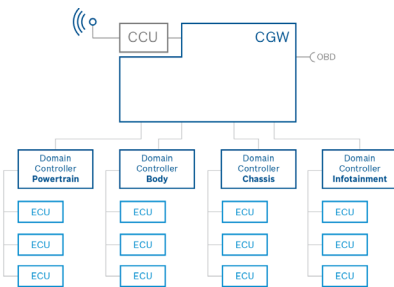 CCU
CGW
OBD
Domain
Controller
Powertrain
Domain
Controller
Body
Domain
Controller
Chassis
Domain
Controller
Infotainment
ECU
ECU
ECU
ECU
ECU
ECU
ECU
ECU
ECU
ECU
ECU
ECU